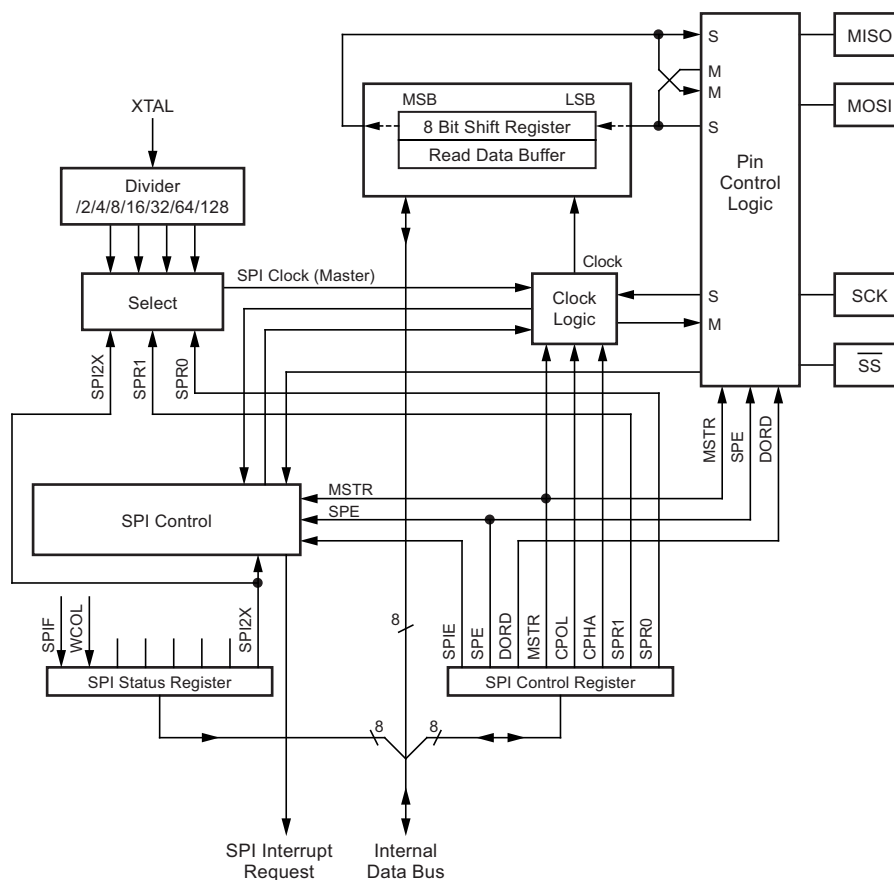 S
MISO
M
M
MSB
LSB
XTAL
8 Bit Shift Register
S
MOSI
Read Data Buffer
Pin
Control
Logic
Divider
/2/4/8/16/32/64/128
SPI Clock (Master)
Clock
Select
Clock
Logic
S
M
SCK
SS
SPI2X
SPR1
SPR0
MSTR
SPE
DORD
MSTR
SPE
SPI Control
SPIF
WCOL
SPI2X
8
SPIE
SPE
DORD
MSTR
CPOL
CPHA
SPR1
SPR0
SPI Status Register
SPI Control Register
8
8
SPI Interrupt
Request
Internal
Data Bus